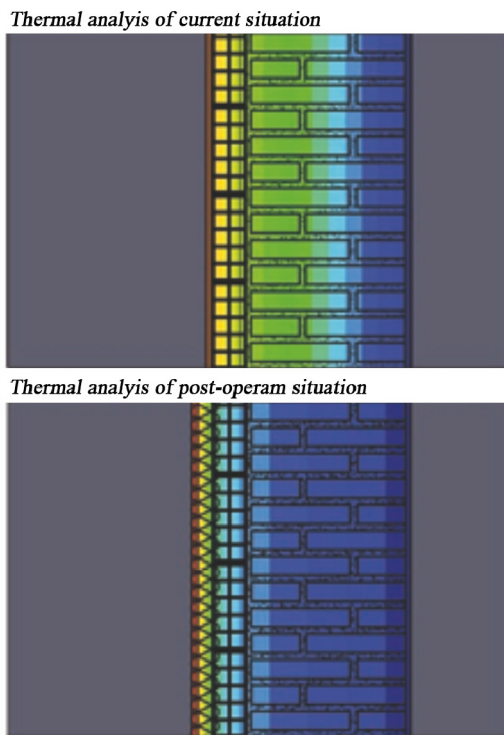 Thermal analyis of current situation
Thermal analyis of post-operam situation